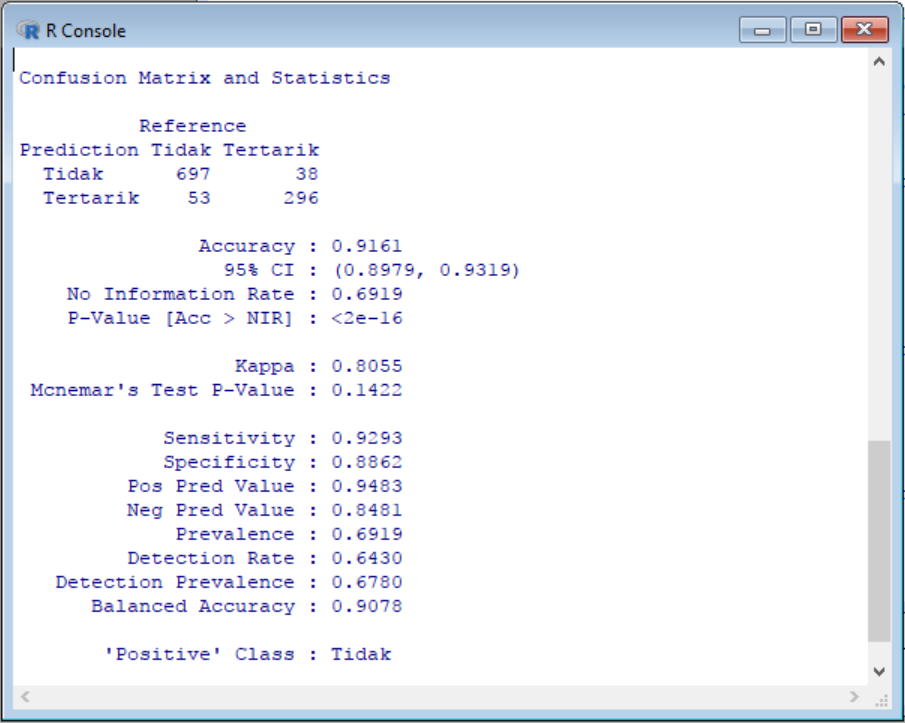 R Console
Confusion Matrix and Statistics
Reference
Prediction Tidak Tertarik
Tidak 697 38
Tertarik 53 296
Accuracy : 0.9161
95% CI : (0.8979, 0.9319)
No Information Rate : 0.6919
P-Value [Acc > NIR] : <2e-16
Kappa : 0.8055
Mcnemar's Test P-Value : 0.1422
Sensitivity : 0.9293
Specificity : 0.8862
Pos Pred Value : 0.9483
Neg Pred Value : 0.8481
Prevalence : 0.6919
Detection Rate : 0.6430
Detection Prevalence : 0.6780
Balanced Accuracy : 0.9078
'Positive' Class : Tidak